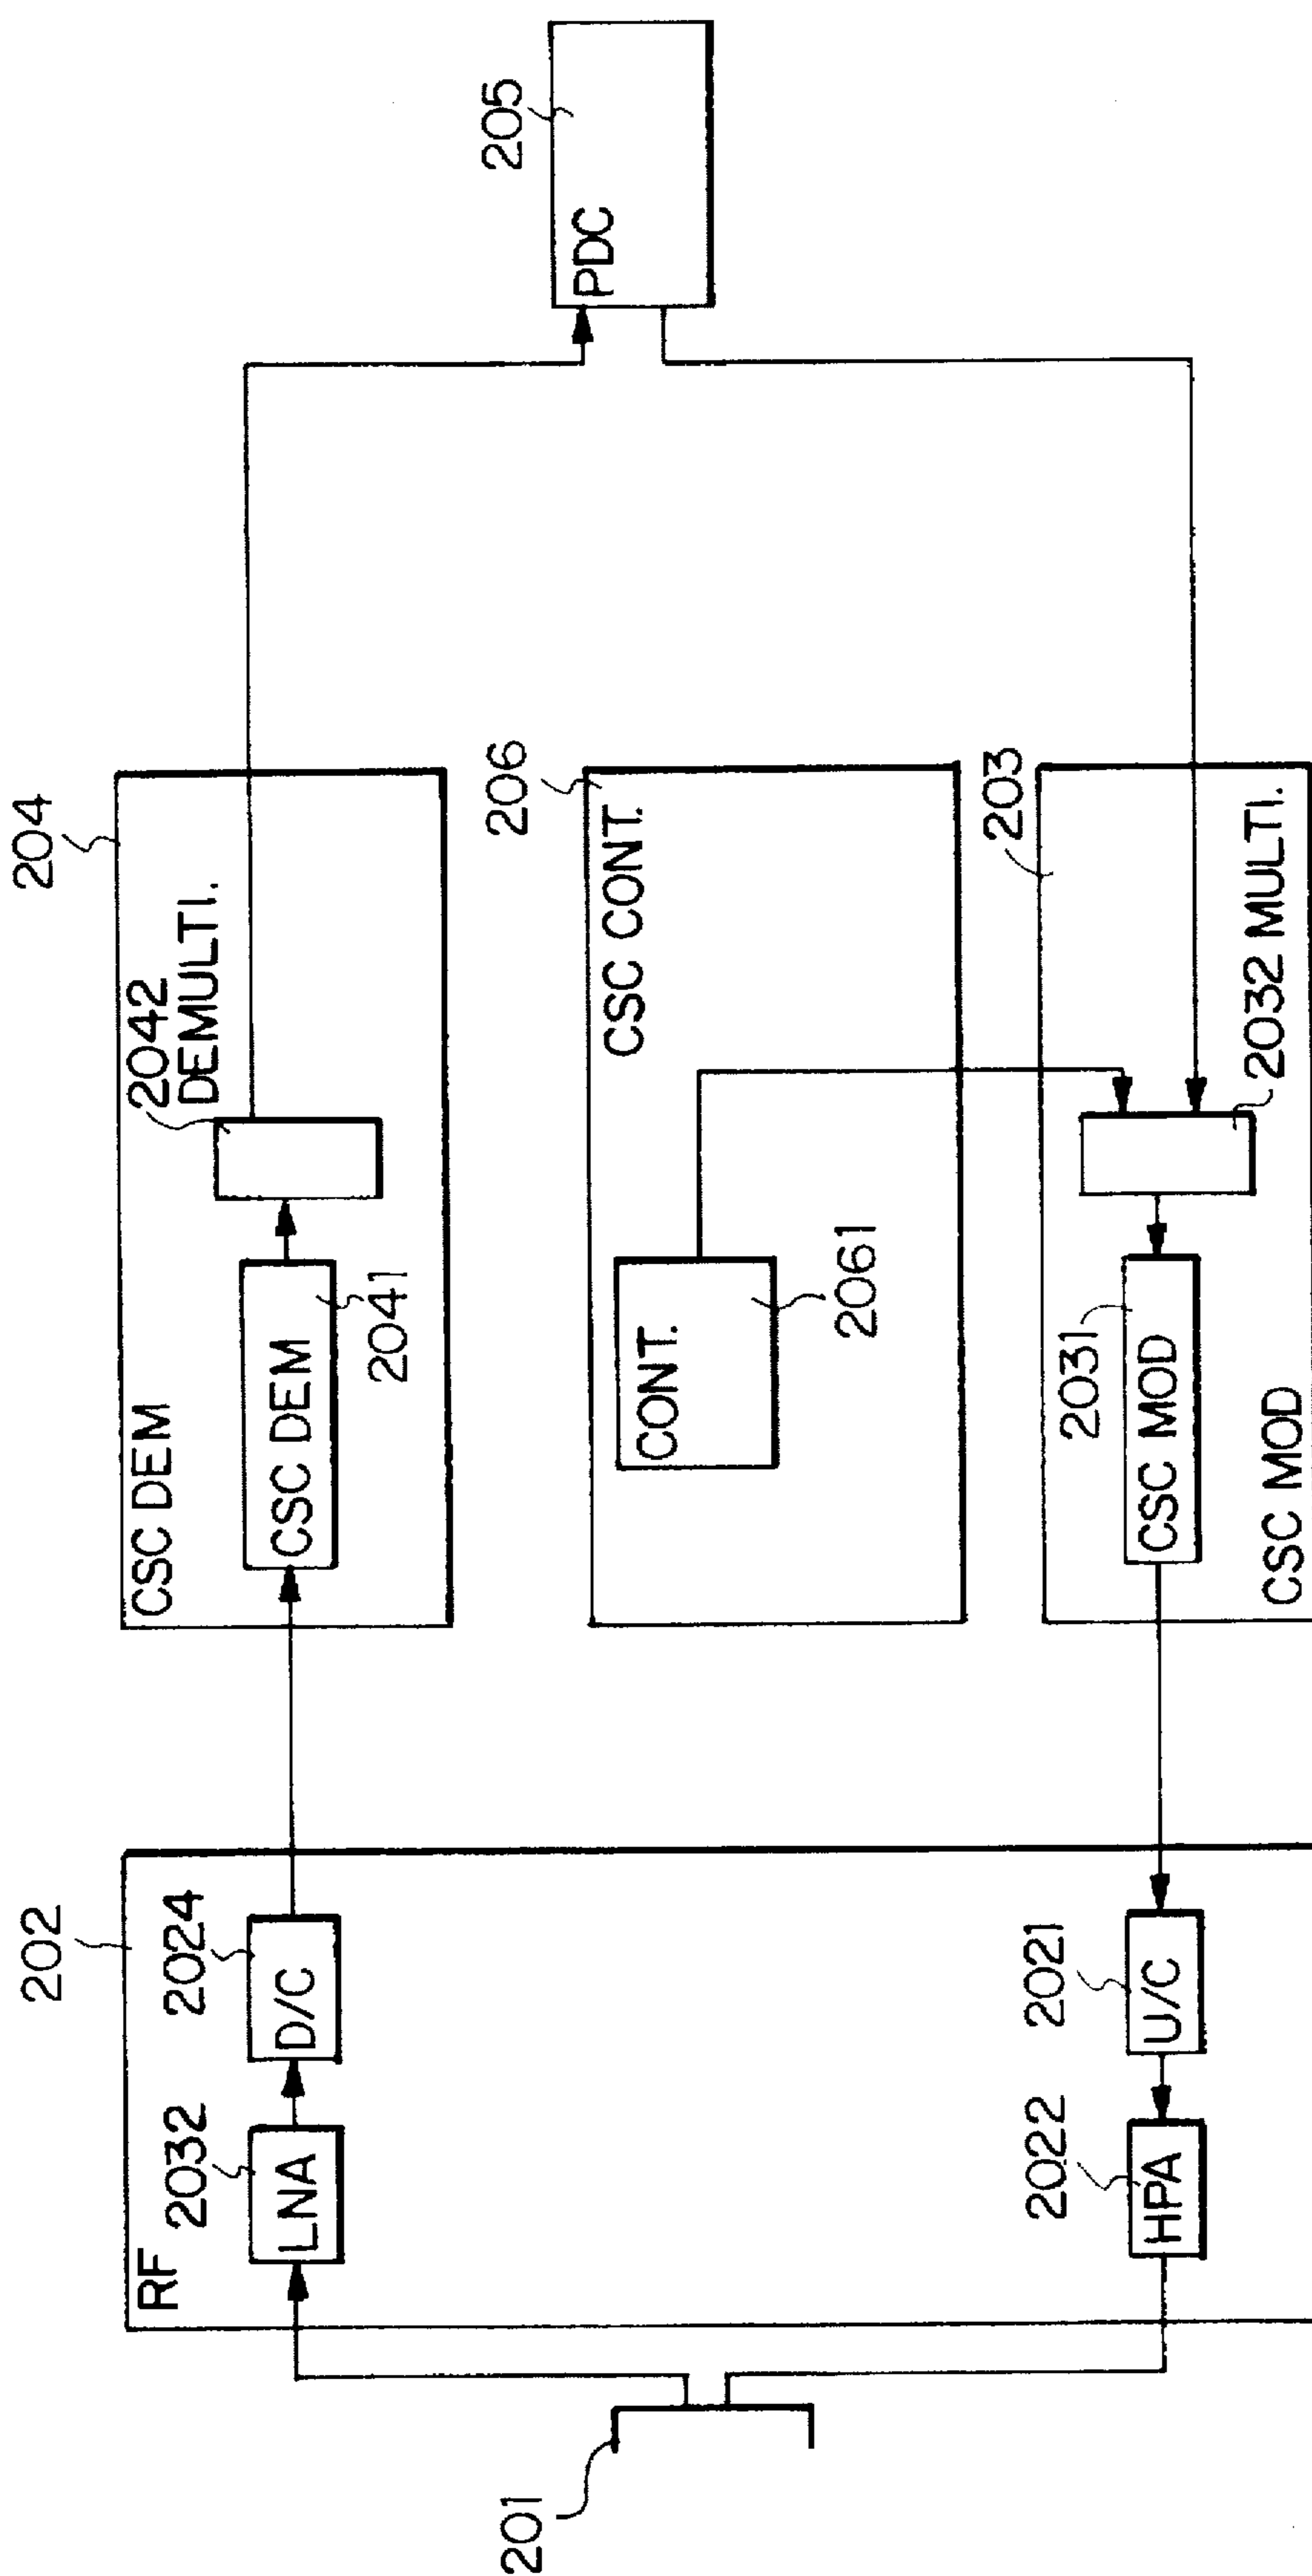 204
CSC DEM
2042
DEMULTI.
CSC DEM
2041
205
PDC
206
CSC CONT.
CONT.
2061
203
2031
CSC MOD
2032 MULTI.
CSC MOD
202
RF
2032
LNA
2024
D/C
2022
HPA
2021
U/C
201